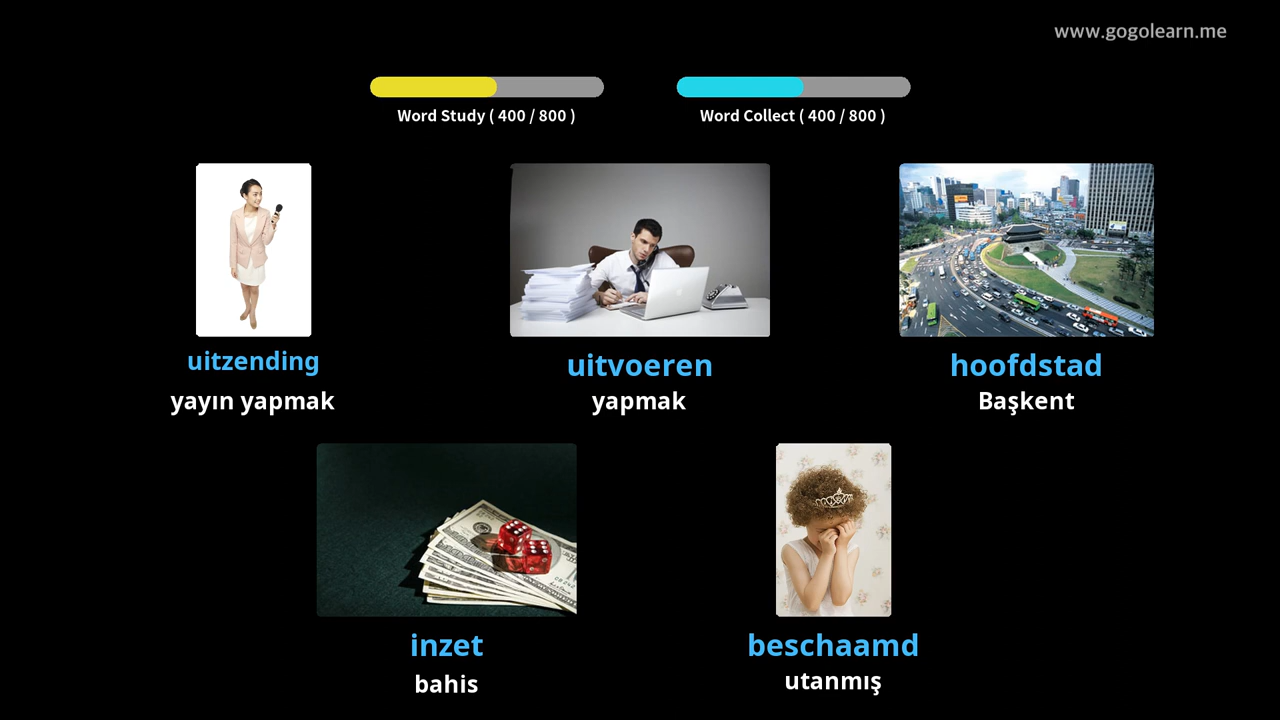 www.gogolearn.me
Word Study ( 400 / 800 )
Word Collect ( 400 / 800 )
uitzending
yayın yapmak
uitvoeren
yapmak
hoofdstad
Başkent
inzet
bahis
beschaamd
utanmış